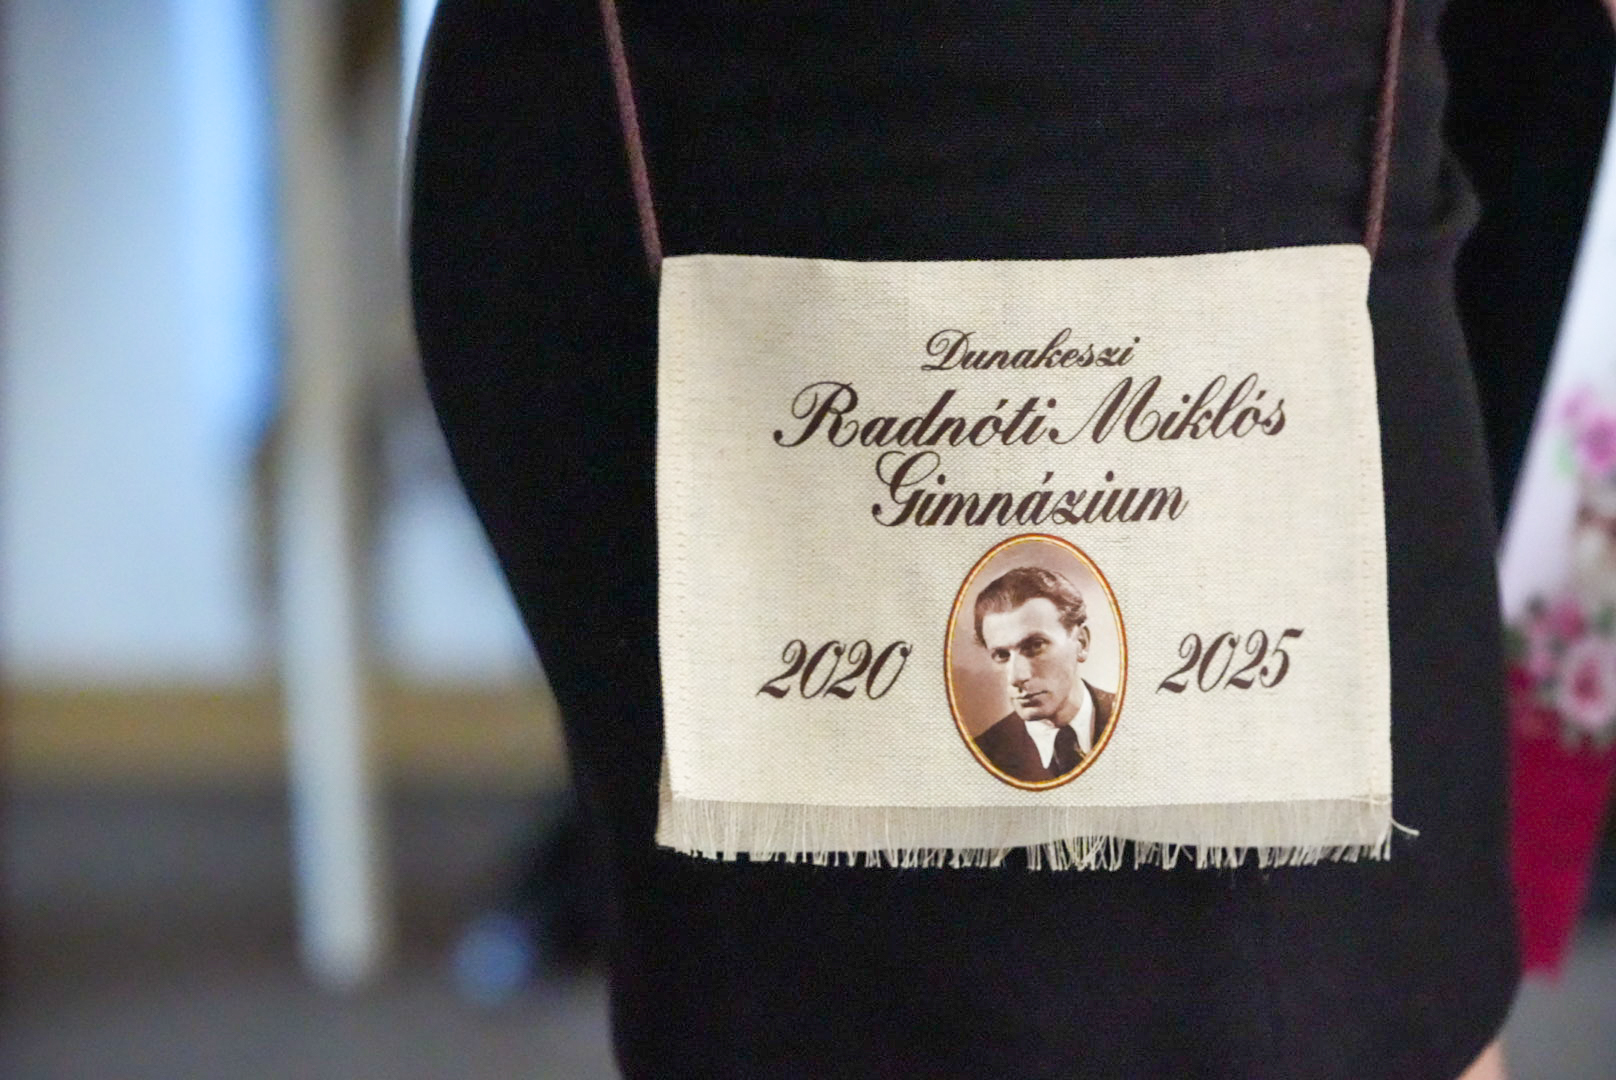 Dunakeszi
Radnóti Miklós
Gimnázium
2020 2025